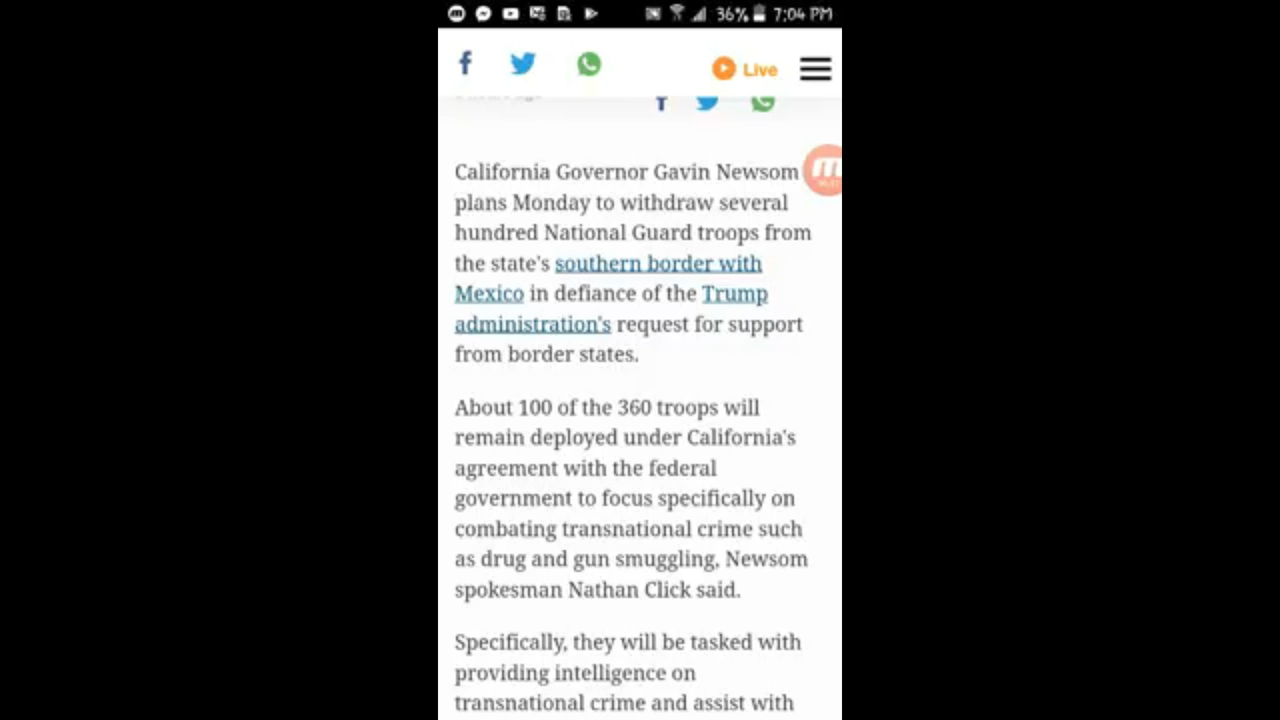 36% 7:04 PM
Live
California Governor Gavin Newsom
plans Monday to withdraw several
hundred National Guard troops from
the state's southern border with
Mexico in defiance of the Trump
administration's request for support
from border states.
About 100 of the 360 troops will
remain deployed under California's
agreement with the federal
government to focus specifically on
combating transnational crime such
as drug and gun smuggling, Newsom
spokesman Nathan Click said.
Specifically, they will be tasked with
providing intelligence on
transnational crime and assist with